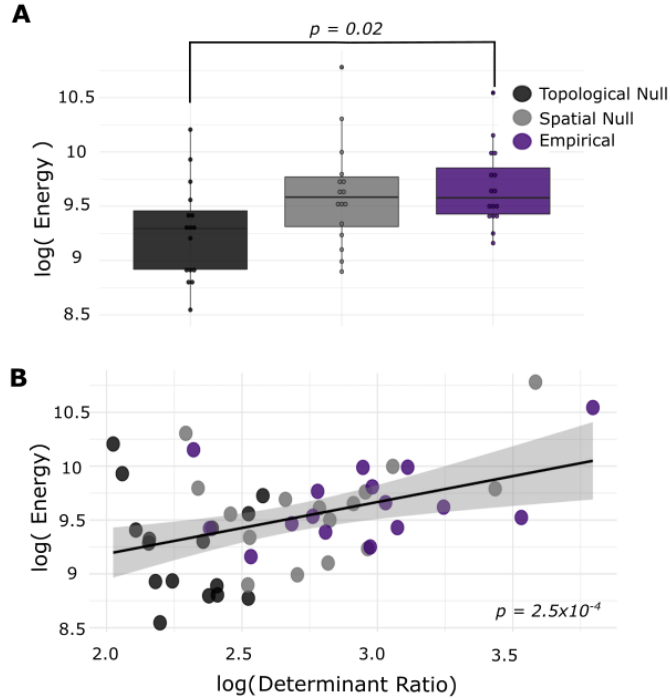 A
p = 0.02
10.5
10
9.5
9
8.5
log( Energy )
Topological Null
Spatial Null
Empirical
B
10.5
10.0
9.5
9
8.5
log( Energy)
p = 2.5x10-4
2.0
2.5
3.0
3.5
log(Determinant Ratio)